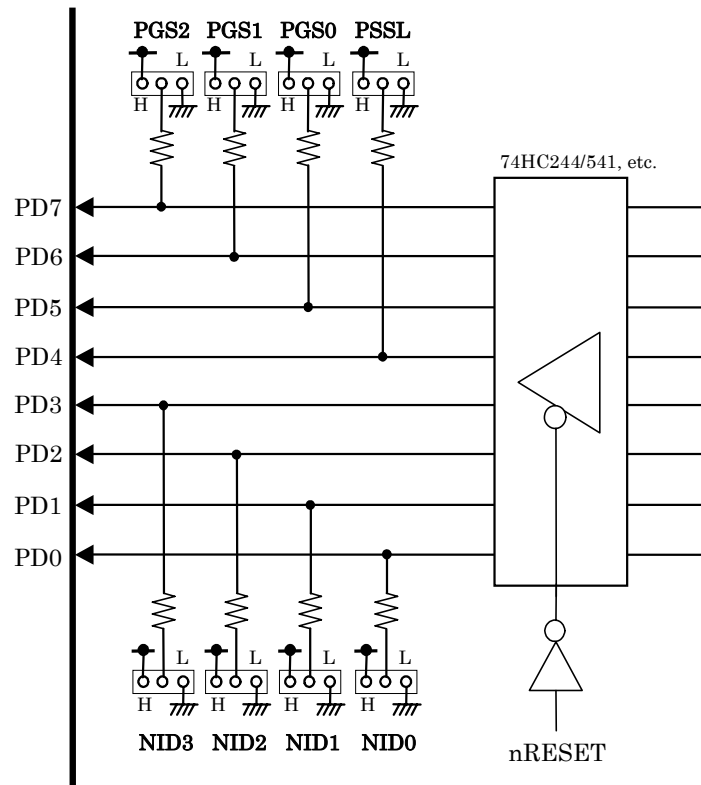 PGS2 PGS1 PGS0 PSSL
L L L L
H H H H
74HC244/541, etc.
PD7
PD6
PD5
PD4
PD3
PD2
PD1
PD0
L L L L
H H H H
NID3 NID2 NID1 NID0
nRESET